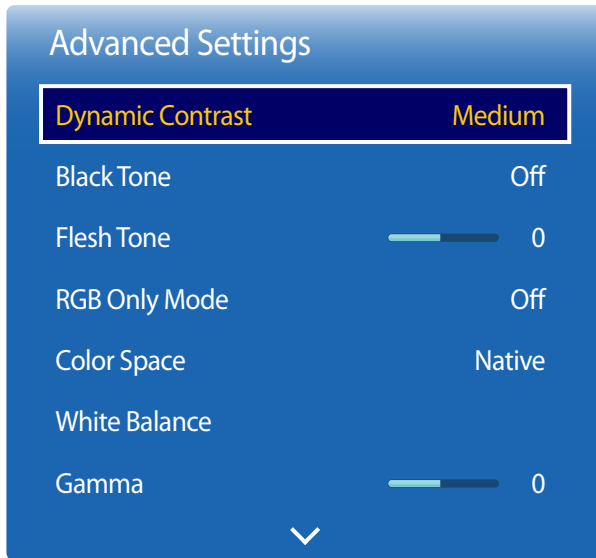 Advanced Settings
Dynamic Contrast Medium
Black Tone Off
Flesh Tone 0
RGB Only Mode Off
Color Space Native
White Balance
Gamma 0